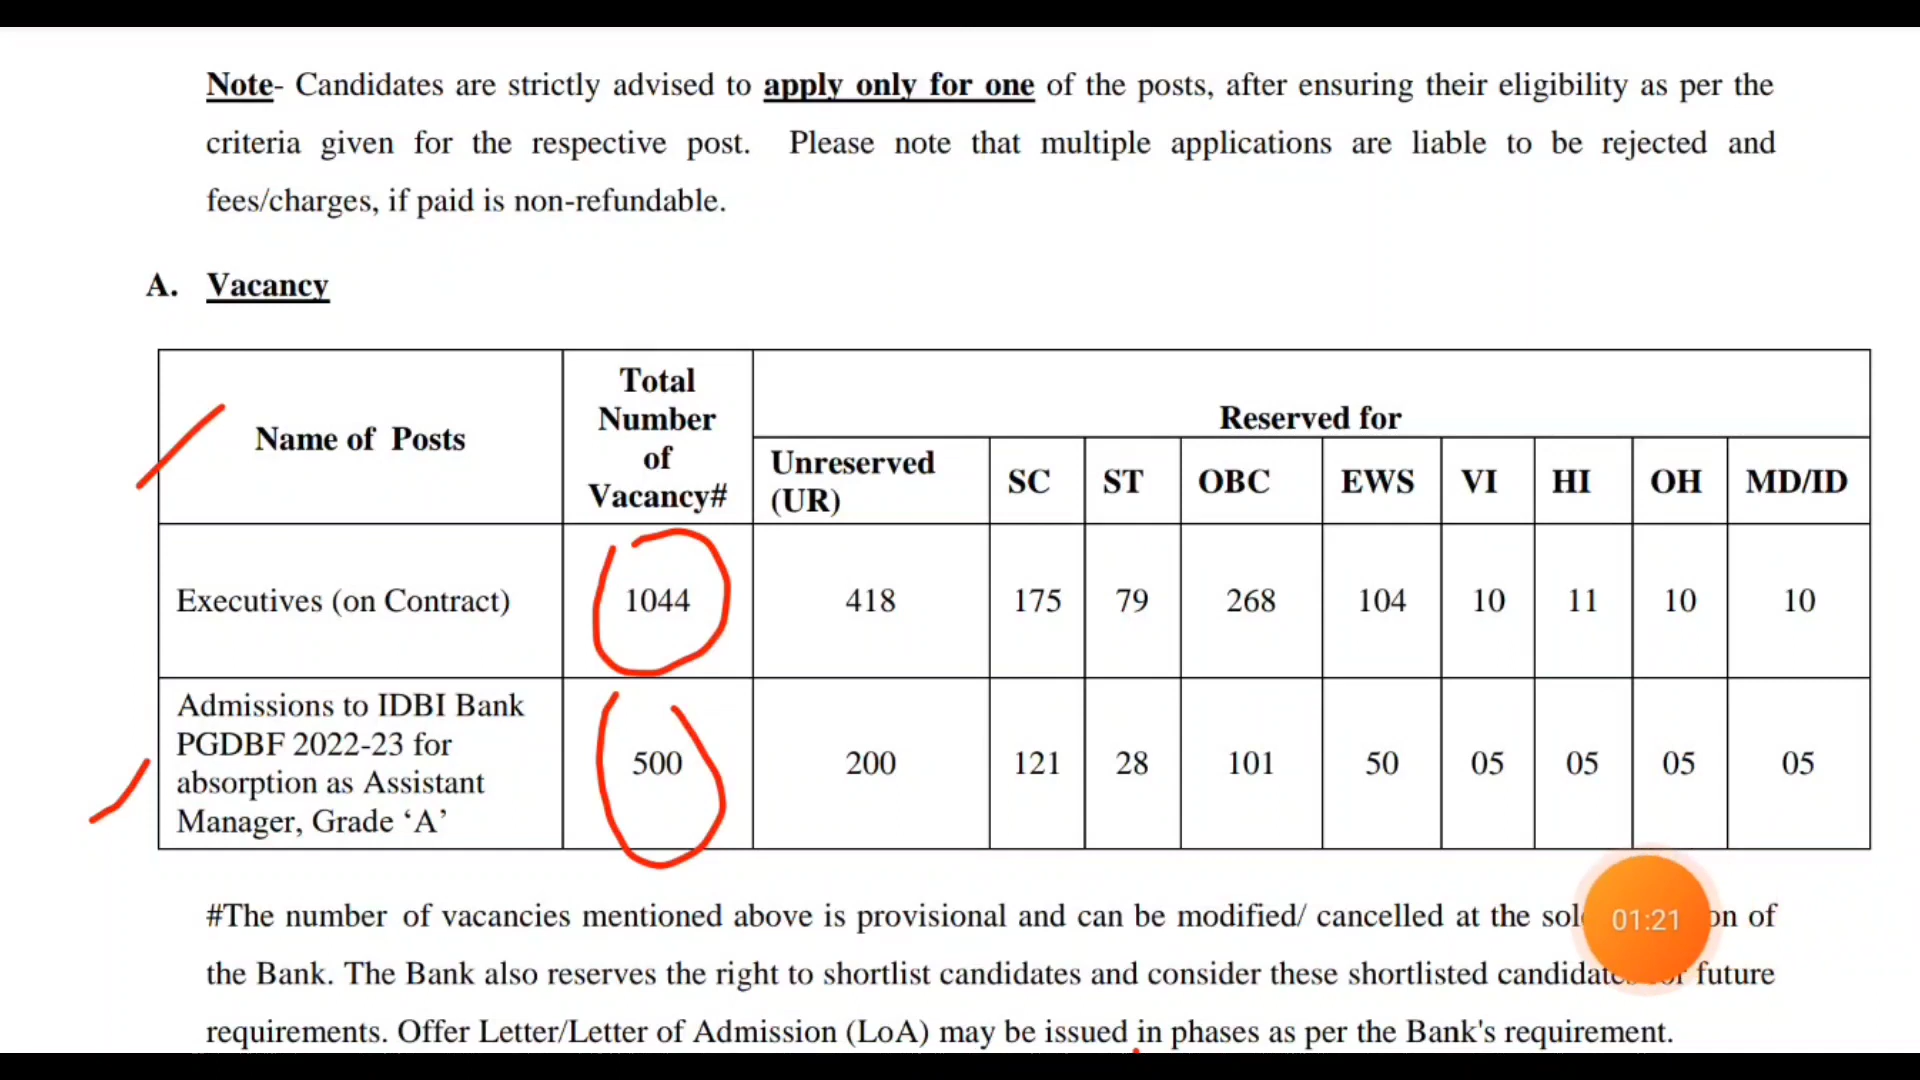 Note- Candidates are strictly advised to apply only for one of the posts, after ensuring their eligibility as per the
criteria given for the respective post. Please note that multiple applications are liable to be rejected and
fees/charges, if paid is non-refundable.
A. Vacancy
Name of Posts
Total
Number
of
Vacancy#
Reserved for
Unreserved
(UR)
SC ST OBC EWS VI HI OH MD/ID
Executives (on Contract) 1044 418 175 79 268 104 10 11 10 10
Admissions to IDBI Bank
PGDBF 2022-23 for
absorption as Assistant
Manager, Grade ‘A’
500 200 121 28 101 50 05 05 05 05
#The number of vacancies mentioned above is provisional and can be modified/ cancelled at the of
01:21
the Bank. The Bank also reserves the right to shortlist candidates and consider these shortlisted future
requirements. Offer Letter/Letter of Admission (LoA) may be issued in phases as per the Bank's requirement.